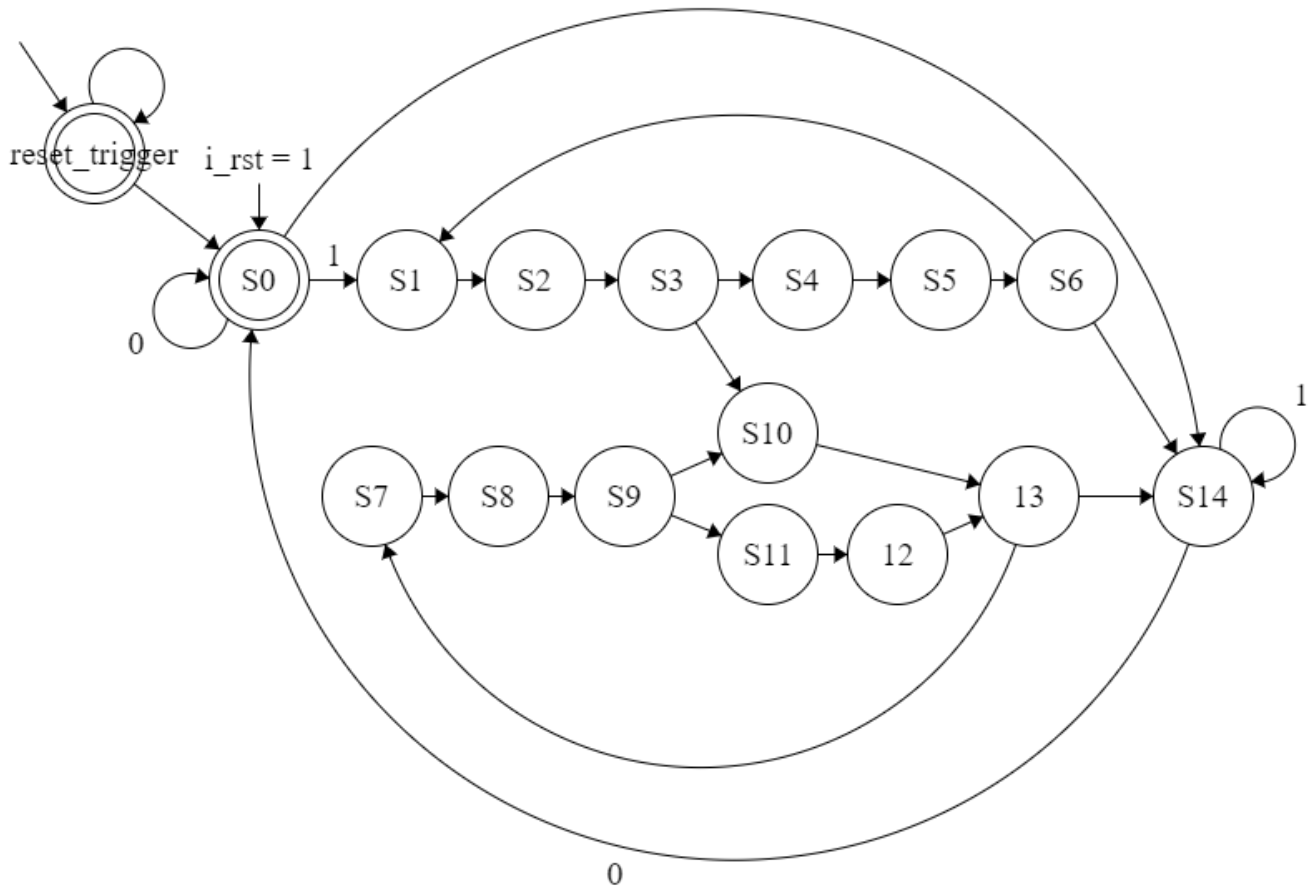 reset_trigger
i_rst = 1
1
S0
S1
S2
S3
S4
S5
S6
0
1
S10
S7
S8
S9
13
S14
S11
12
0